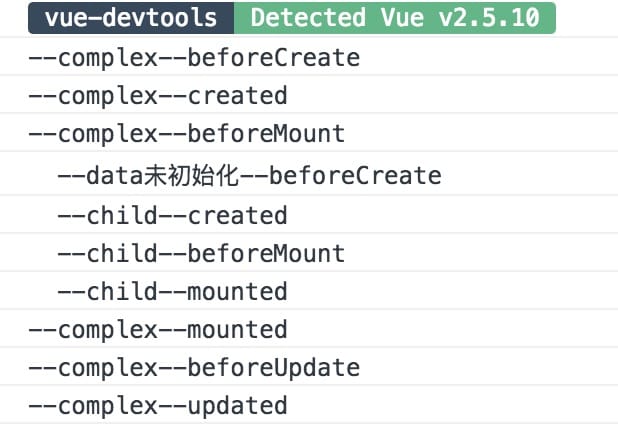 vue-devtools Detected Vue v2.5.10
--complex--beforeCreate
--complex--created
--complex--beforeMount
--data未初始化--beforeCreate
--child--created
--child--beforeMount
--child--mounted
--complex--mounted
--complex--beforeUpdate
--complex--updated